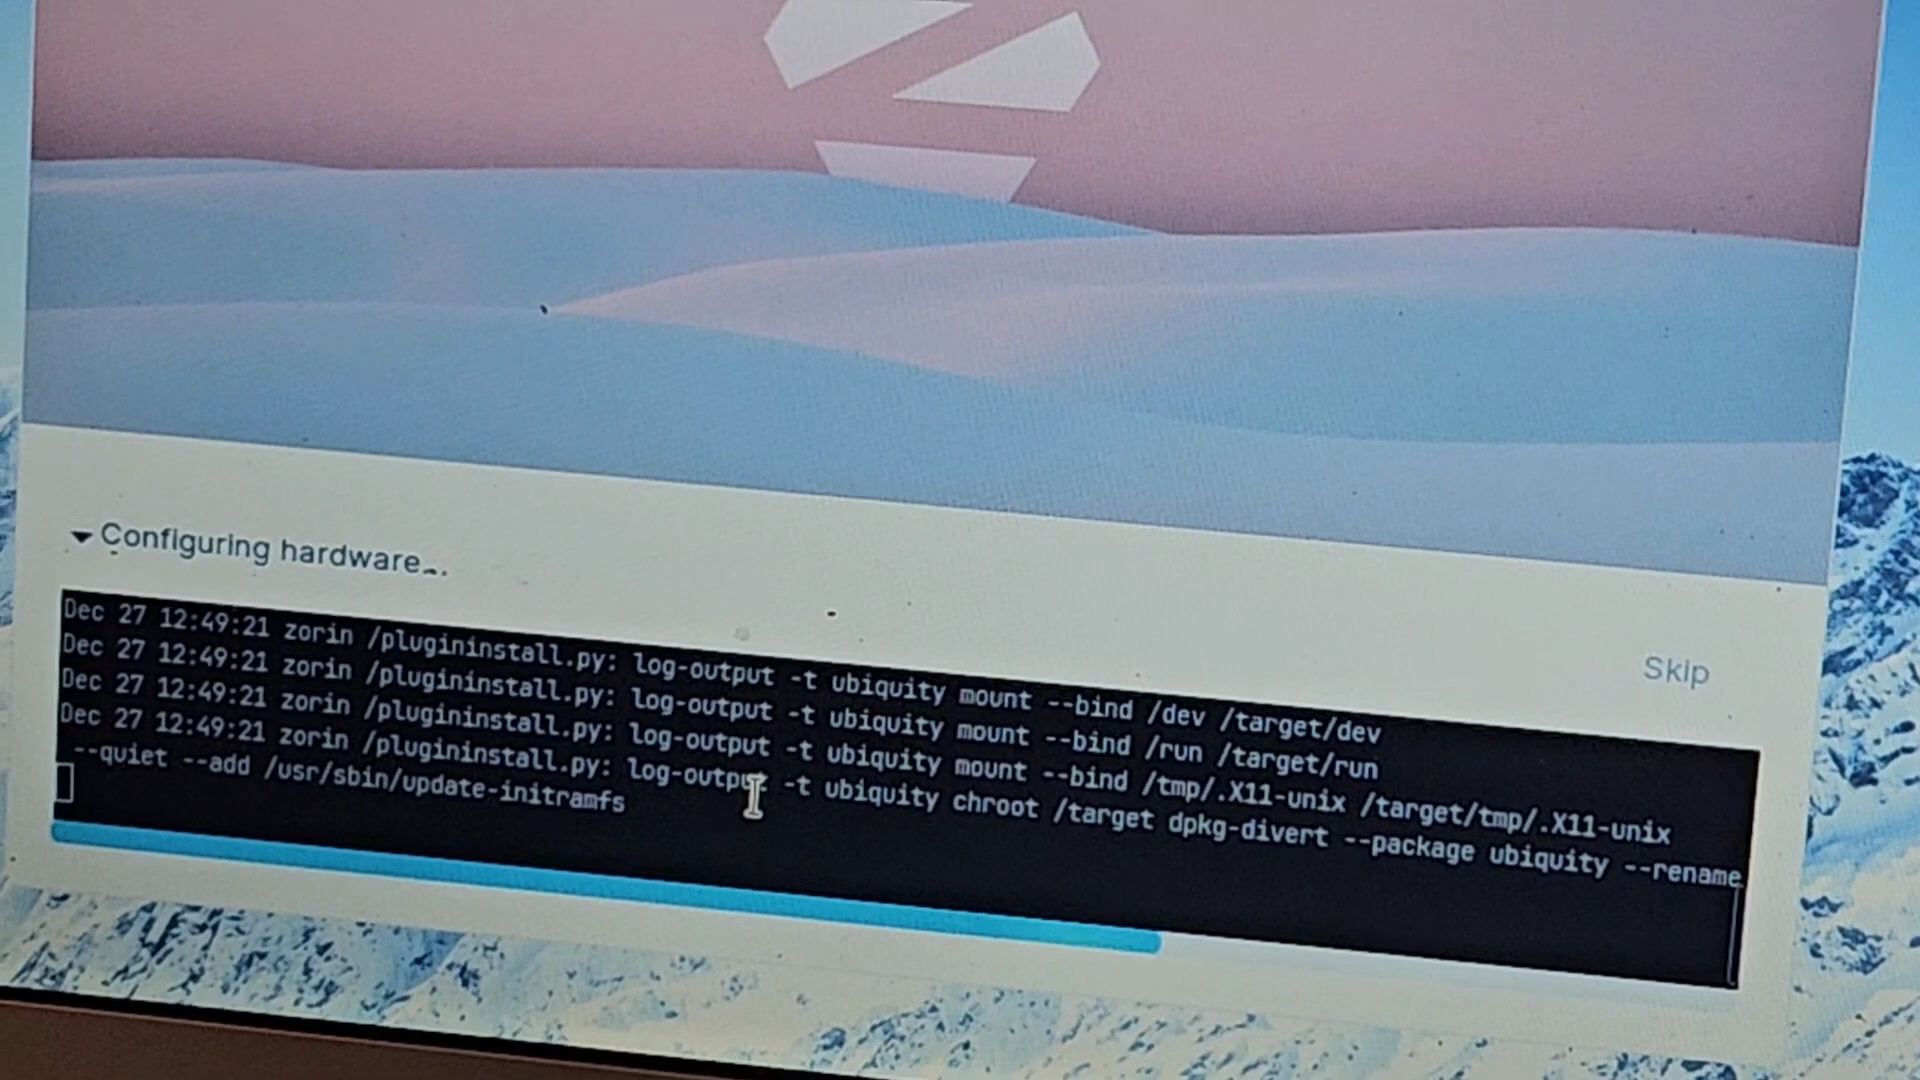 Configuring hardware...
Skip
Dec 27 12:49:21 zorin /plugininstall.py: log-output -t ubiquity mount --bind /dev /target/dev
Dec 27 12:49:21 zorin /plugininstall.py: log-output -t ubiquity mount --bind /run /target/run
Dec 27 12:49:21 zorin /plugininstall.py: log-output -t ubiquity mount --bind /tmp/.X11-unix /target/tmp/.X11-unix
Dec 27 12:49:21 zorin /plugininstall.py: log-output -t ubiquity chroot /target dpkg-divert --package ubiquity --rename
--quiet --add /usr/sbin/update-initramfs